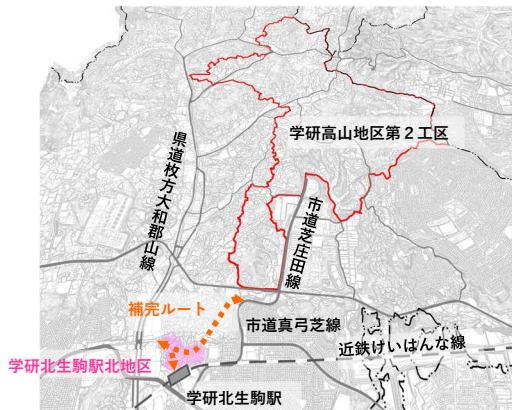 学研高山地区第２工区
県道枚方大和郡山線
市道芝庄田線
補完ルート
市道真弓芝線
近鉄けいはんな線
学研北生駒駅北地区
学研北生駒駅